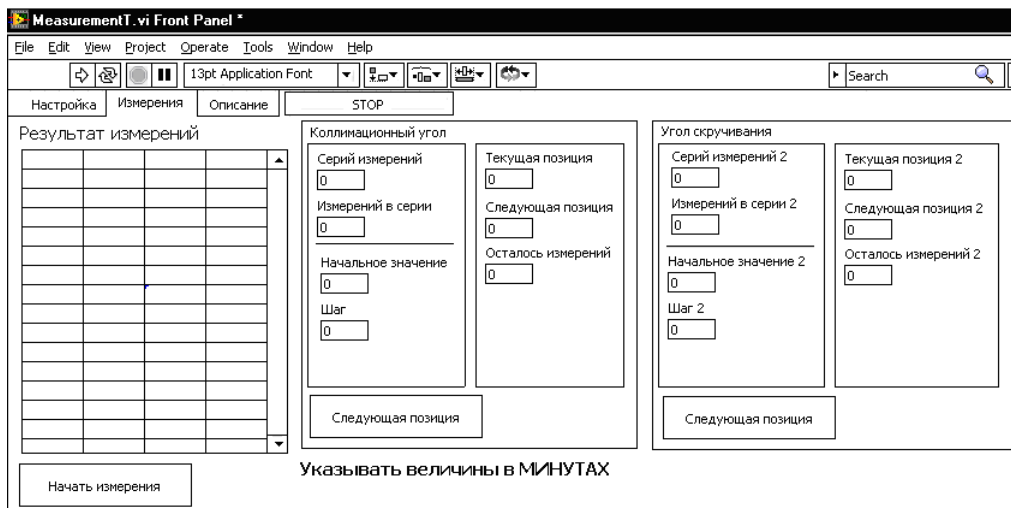 MeasurementT.vi Front Panel *
File Edit View Project Operate Tools Window Help
13pt Application Font
Search
Настройка Измерения Описание STOP
Результат измерений
Коллимационный угол
Серий измерений
0
Измерений в серии
0
Начальное значение
0
Шаг
0
Текущая позиция
0
Следующая позиция
0
Осталось измерений
0
Следующая позиция
Угол скручивания
Серий измерений 2
0
Измерений в серии 2
0
Начальное значение 2
0
Шаг 2
0
Текущая позиция 2
0
Следующая позиция 2
0
Осталось измерений 2
0
Следующая позиция
Указывать величины в МИНУТАХ
Начать измерения